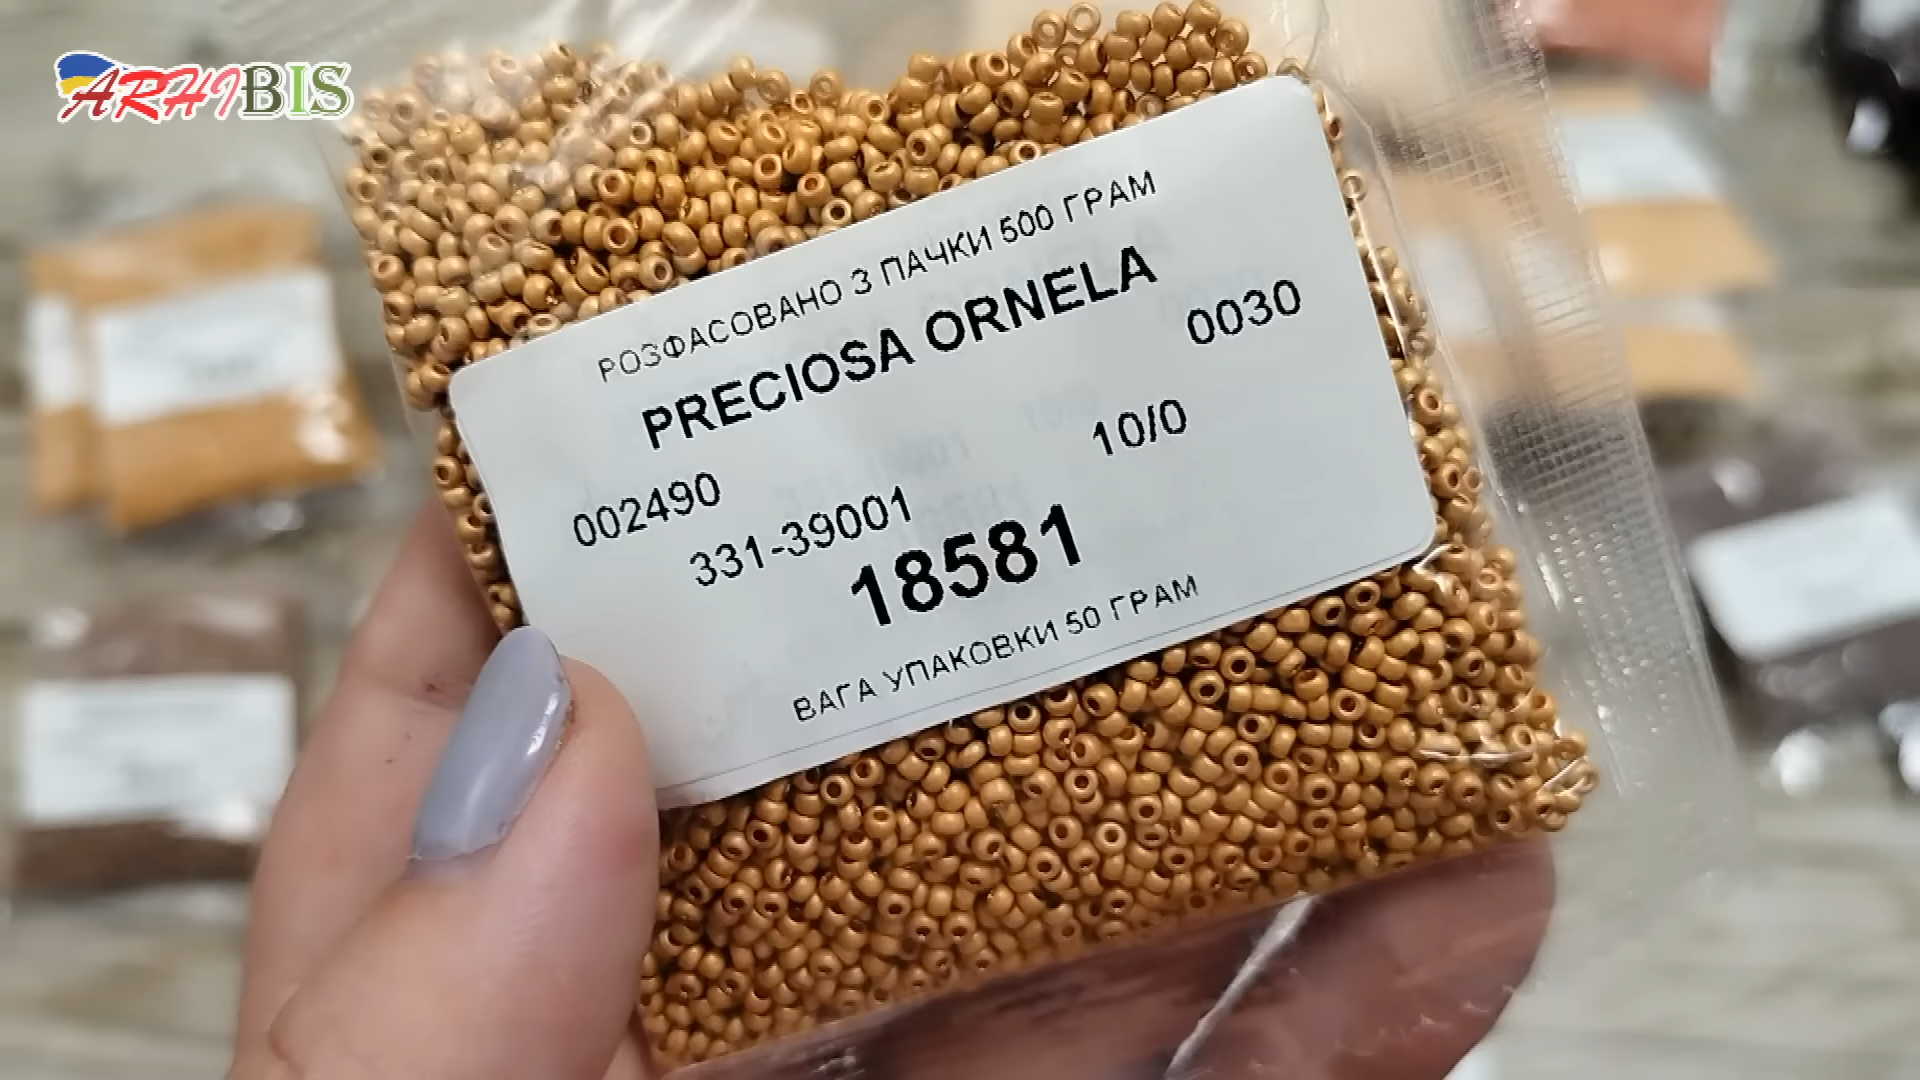 ARHIBIS
РОЗФАСОВАНО З ПАЧКИ 500 ГРАМ
PRECIOSA ORNELA
0030
002490
10/0
331-39001
18581
ВАГА УПАКОВКИ 50 ГРАМ